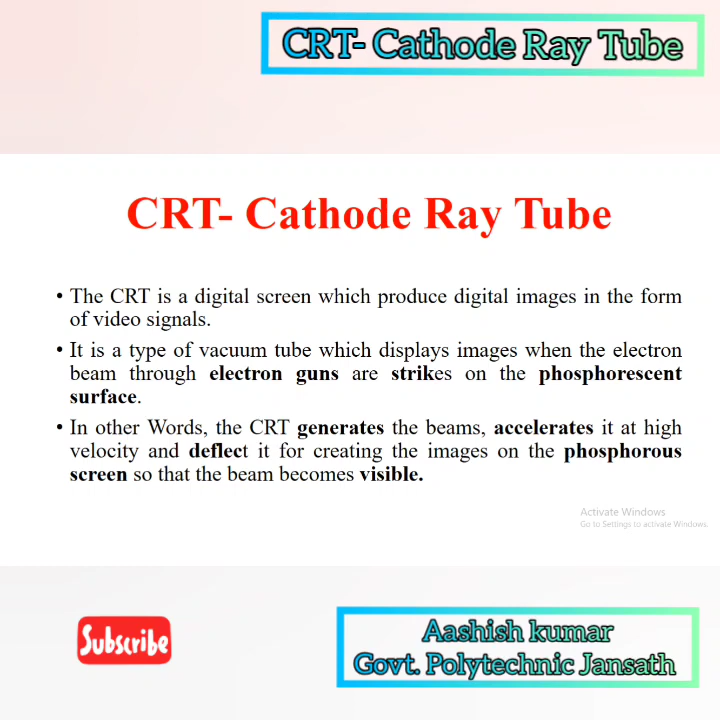 CRT- Cathode Ray Tube
CRT- Cathode Ray Tube
• The CRT is a digital screen which produce digital images in the form
of video signals.
• It is a type of vacuum tube which displays images when the electron
beam through electron guns are strikes on the phosphorescent
surface.
• In other Words, the CRT generates the beams, accelerates it at high
velocity and deflect it for creating the images on the phosphorous
screen so that the beam becomes visible.
Activate Windows
Go to Settings to activate Windows.
Subscribe
Aashish kumar
Govt. Polytechnic Jansath